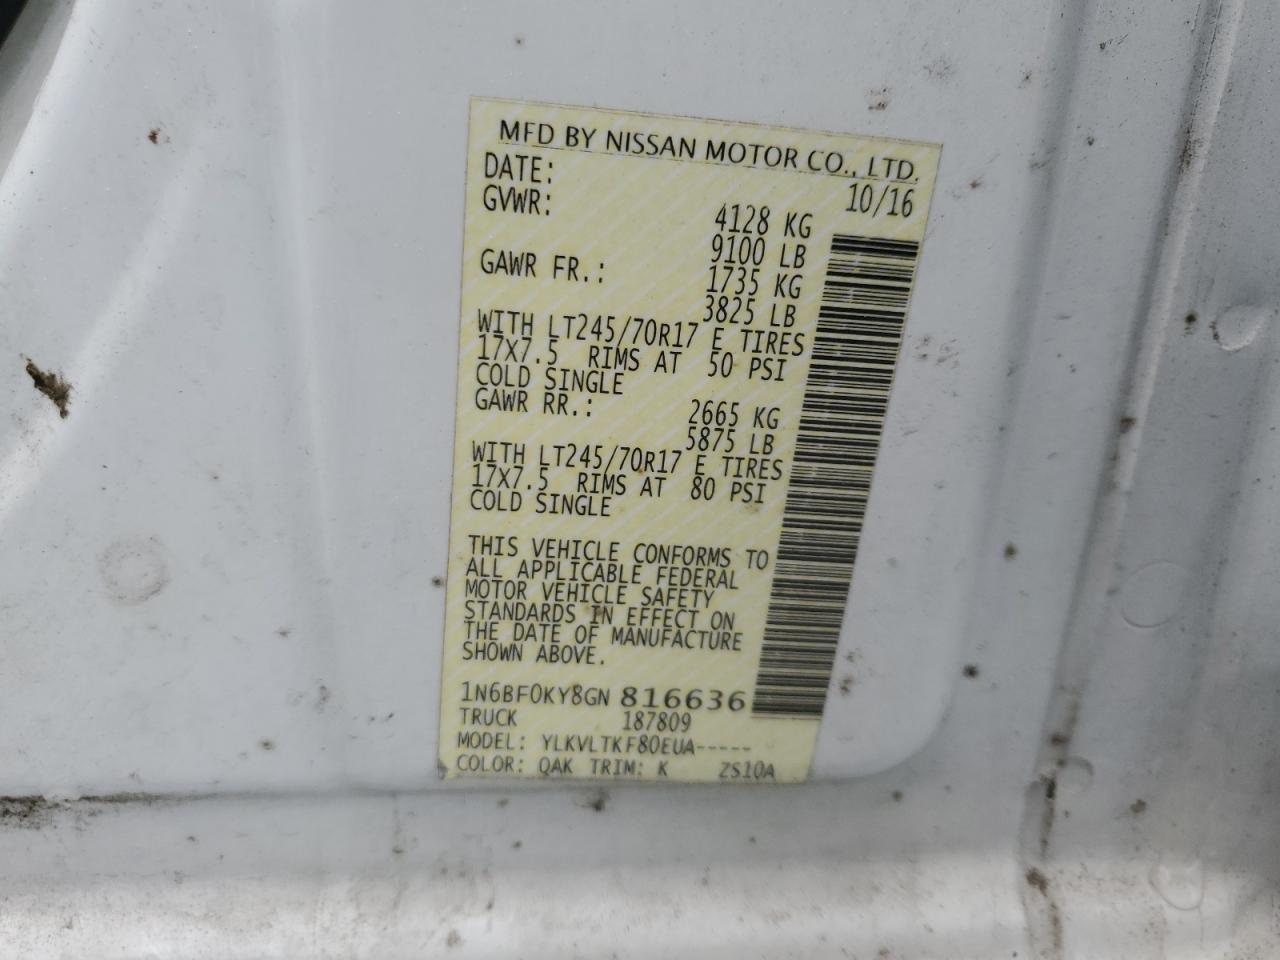 MFD BY NISSAN MOTOR CO., LTD.
DATE: 10/16
GVWR: 4128 KG
9100 LB
GAWR FR.: 1735 KG
3825 LB
WITH LT245/70R17 E TIRES
17X7.5 RIMS AT 50 PSI
COLD SINGLE
GAWR RR.: 2665 KG
5875 LB
WITH LT245/70R17 E TIRES
17X7.5 RIMS AT 80 PSI
COLD SINGLE
THIS VEHICLE CONFORMS TO
ALL APPLICABLE FEDERAL
MOTOR VEHICLE SAFETY
STANDARDS IN EFFECT ON
THE DATE OF MANUFACTURE
SHOWN ABOVE.
1N6BF0KY8GN 816636
TRUCK 187809
MODEL: YLKVLTKF80EUA-----
COLOR: QAK TRIM: K ZS10A